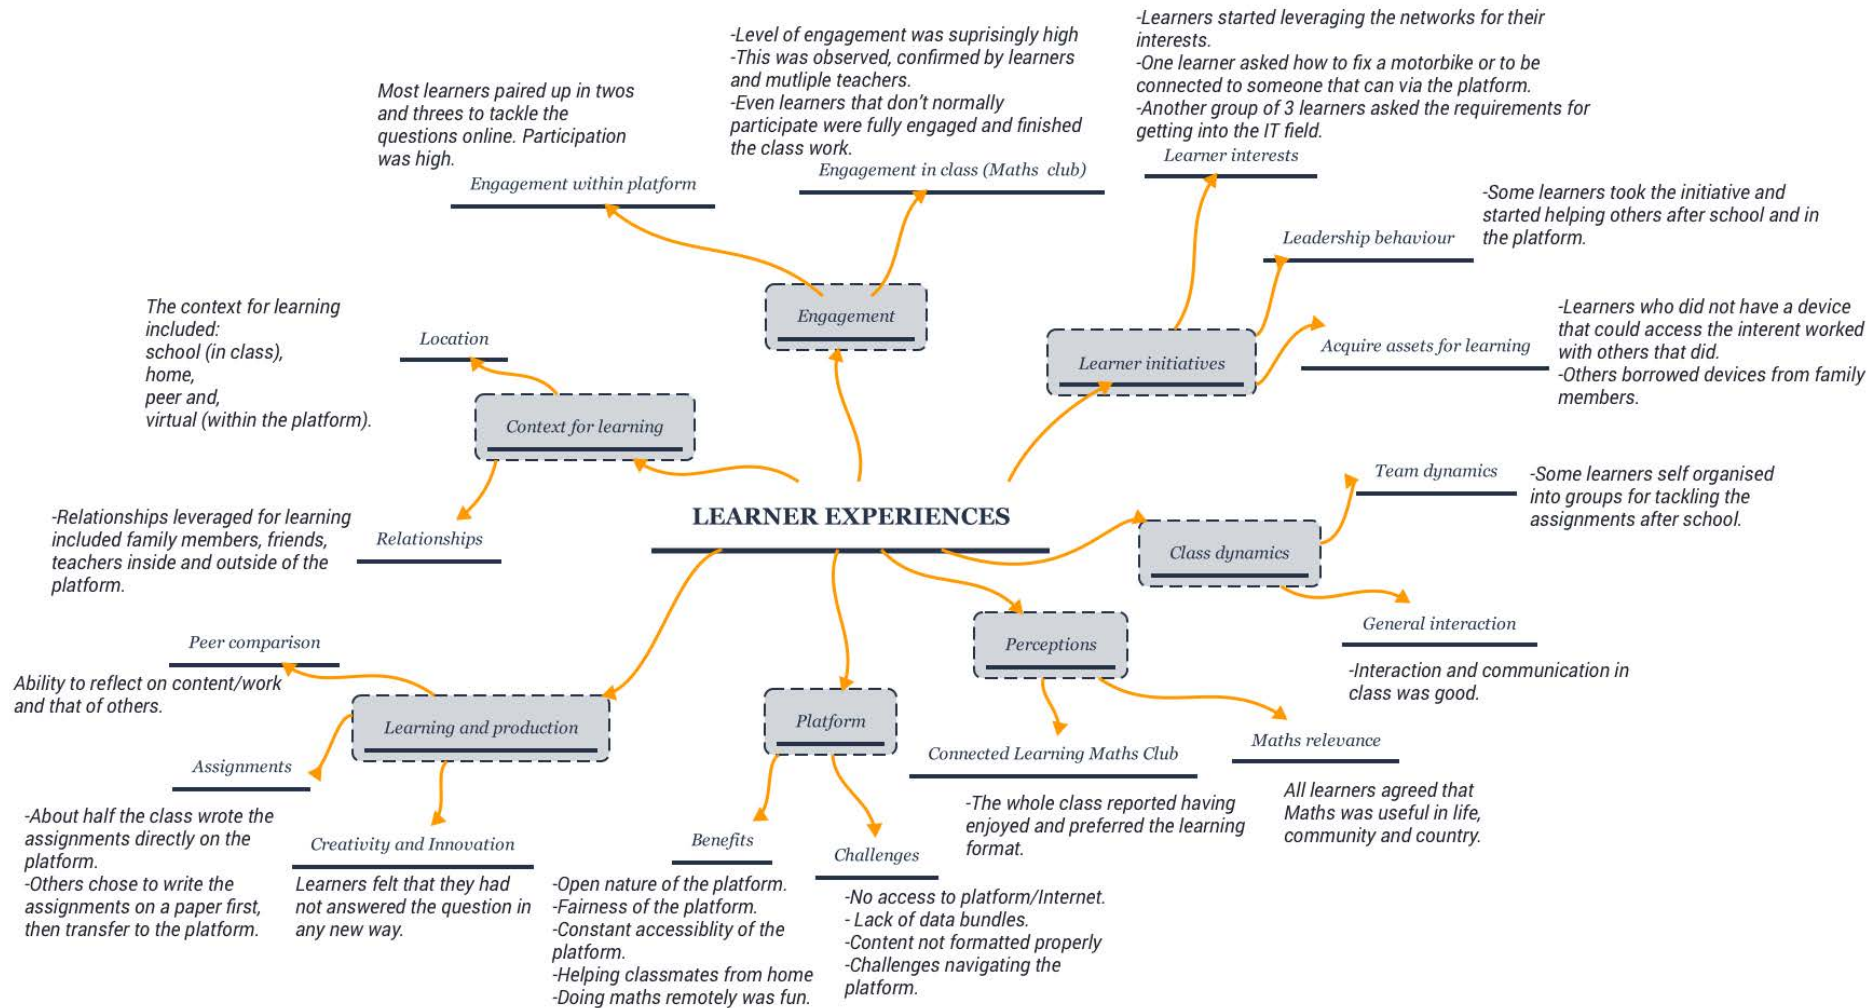 Most learners paired up in twos
and threes to tackle the
questions online. Participation
was high.
Engagement within platform
-Level of engagement was suprisingly high
-This was observed, confirmed by learners
and mutliple teachers.
-Even learners that don't normally
participate were fully engaged and finished
the class work.
Engagement in class (Maths club)
-Learners started leveraging the networks for their
interests.
-One learner asked how to fix a motorbike or to be
connected to someone that can via the platform.
-Another group of 3 learners asked the requirements for
getting into the IT field.
Learner interests
-Some learners took the initiative and
started helping others after school and in
the platform.
Leadership behaviour
Engagement
Learner initiatives
Acquire assets for learning
-Learners who did not have a device
that could access the interent worked
with others that did.
-Others borrowed devices from family
members.
The context for learning
included:
school (in class),
home,
peer and,
virtual (within the platform).
Location
Context for learning
-Relationships leveraged for learning
included family members, friends,
teachers inside and outside of the
platform.
Relationships
LEARNER EXPERIENCES
Team dynamics
-Some learners self organised
into groups for tackling the
assignments after school.
Class dynamics
General interaction
-Interaction and communication in
class was good.
Peer comparison
Ability to reflect on content/work
and that of others.
Learning and production
Assignments
-About half the class wrote the
assignments directly on the
platform.
-Others chose to write the
assignments on a paper first,
then transfer to the platform.
Creativity and Innovation
Learners felt that they had
not answered the question in
any new way.
Platform
Benefits
-Open nature of the platform.
-Fairness of the platform.
-Constant accessiblity of the
platform.
-Helping classmates from home
-Doing maths remotely was fun.
Challenges
-No access to platform/Internet.
- Lack of data bundles.
-Content not formatted properly
-Challenges navigating the
platform.
Perceptions
Connected Learning Maths Club
-The whole class reported having
enjoyed and preferred the learning
format.
Maths relevance
All learners agreed that
Maths was useful in life,
community and country.